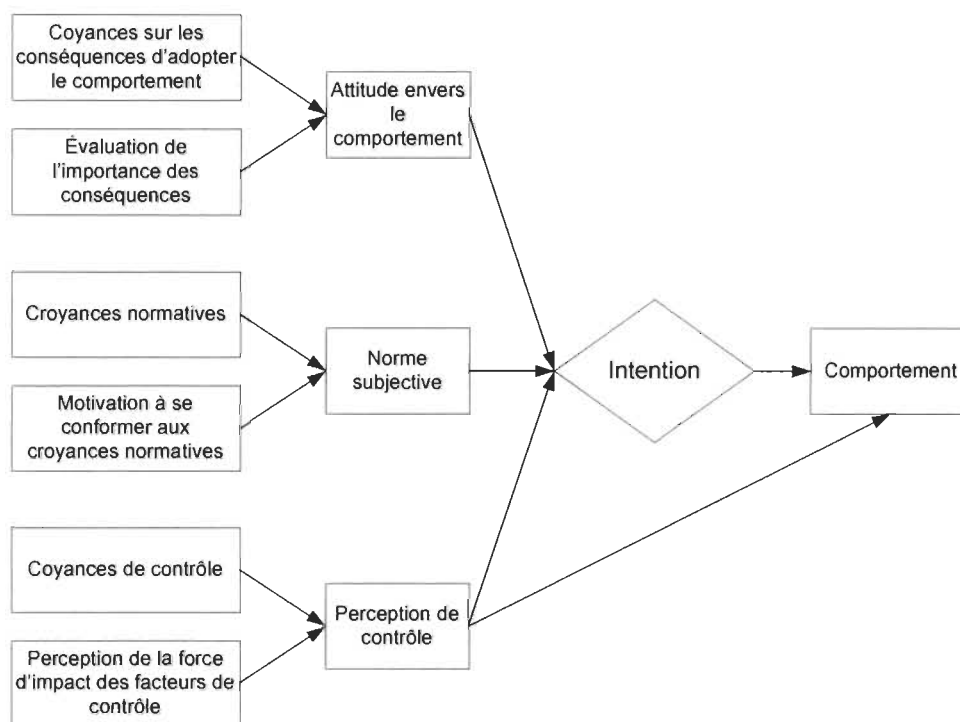 Coyances sur les
conséquences d'adopter
le comportement
Évaluation de
l'importance des
conséquences
Attitude envers
le
comportement
Croyances normatives
Motivation à se
conformer aux
croyances normatives
Norme
subjective
Intention
Comportement
Coyances de contrôle
Perception de la force
d'impact des facteurs de
contrôle
Perception de
contrôle